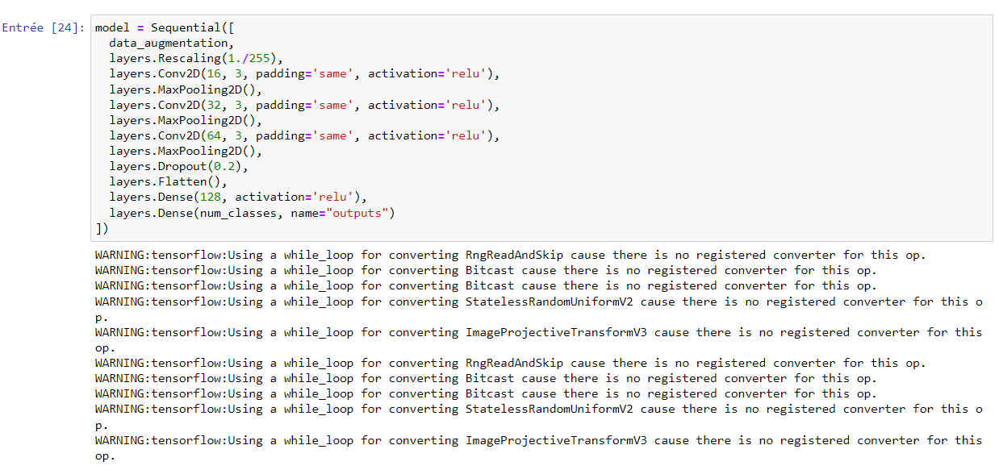 Entrée [24]: model = Sequential([
  data_augmentation,
  layers.Rescaling(1./255),
  layers.Conv2D(16, 3, padding='same', activation='relu'),
  layers.MaxPooling2D(),
  layers.Conv2D(32, 3, padding='same', activation='relu'),
  layers.MaxPooling2D(),
  layers.Conv2D(64, 3, padding='same', activation='relu'),
  layers.MaxPooling2D(),
  layers.Dropout(0.2),
  layers.Flatten(),
  layers.Dense(128, activation='relu'),
  layers.Dense(num_classes, name="outputs")
])
WARNING:tensorflow:Using a while_loop for converting RngReadAndSkip cause there is no registered converter for this op.
WARNING:tensorflow:Using a while_loop for converting Bitcast cause there is no registered converter for this op.
WARNING:tensorflow:Using a while_loop for converting Bitcast cause there is no registered converter for this op.
WARNING:tensorflow:Using a while_loop for converting StatelessRandomUniformV2 cause there is no registered converter for this o
p.
WARNING:tensorflow:Using a while_loop for converting ImageProjectiveTransformV3 cause there is no registered converter for this
op.
WARNING:tensorflow:Using a while_loop for converting RngReadAndSkip cause there is no registered converter for this op.
WARNING:tensorflow:Using a while_loop for converting Bitcast cause there is no registered converter for this op.
WARNING:tensorflow:Using a while_loop for converting Bitcast cause there is no registered converter for this op.
WARNING:tensorflow:Using a while_loop for converting StatelessRandomUniformV2 cause there is no registered converter for this o
p.
WARNING:tensorflow:Using a while_loop for converting ImageProjectiveTransformV3 cause there is no registered converter for this
op.